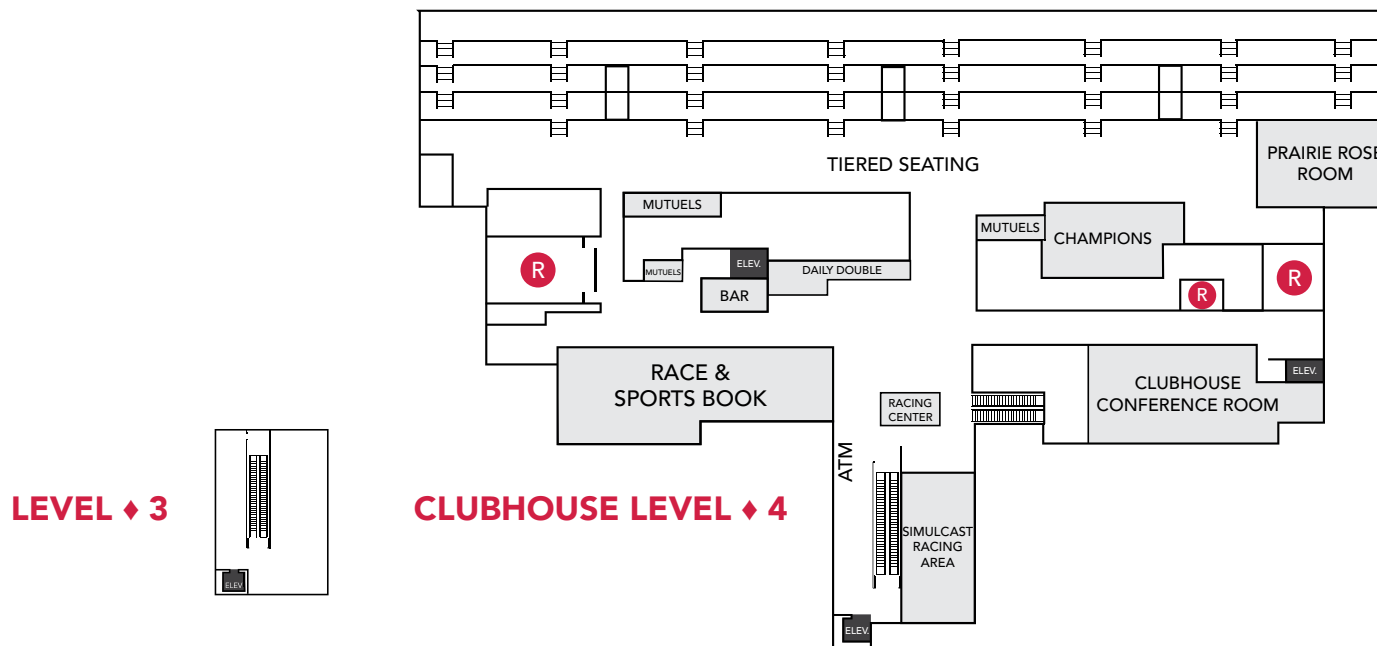 TIERED SEATING
PRAIRIE ROSE
ROOM
MUTUELS
MUTUELS
CHAMPIONS
R
MUTUELS
ELEV.
DAILY DOUBLE
BAR
R
R
RACE &
SPORTS BOOK
RACING
CENTER
CLUBHOUSE
CONFERENCE ROOM
ELEV.
ATM
LEVEL ♦ 3
CLUBHOUSE LEVEL ♦ 4
SIMULCAST
RACING
AREA
ELEV
ELEV.